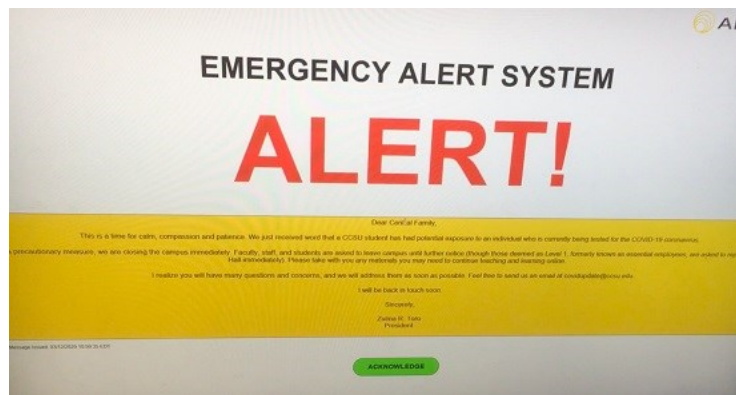 EMERGENCY ALERT SYSTEM
ALERT!
Dear Central Family,
This is a time for calm, compassion and patience. We just received word that a CCSU student has had potential exposure to an individual who is currently being tested for the COVID-19 coronavirus.
precautionary measure, we are closing the campus immediately. Faculty, staff, and students are asked to leave campus until further notice (though those deemed as Level 1, formerly known as essential employees, are asked to
Hall immediately). Please take with you any materials you may need to continue teaching and learning online.
I realize you will have many questions and concerns, and we will address them as soon as possible. Feel free to send us an email at covidupdate@ccsu.edu.
I will be back in touch soon.
Sincerely,
Zulma R. Toro
President
Message Issued:
ACKNOWLEDGE